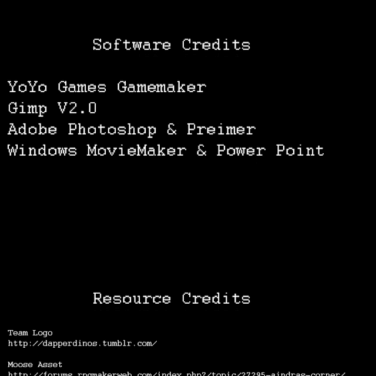 Software Credits
YoYo Games Gamemaker
Gimp V2.0
Adobe Photoshop & Preimer
Windows MovieMaker & Power Point
Resource Credits
Team Logo
http://dapperdinos.tumblr.com/
Moose Asset
http://forums.rpgmakerweb.com/index.php?/topic/27295-aindras-corner/